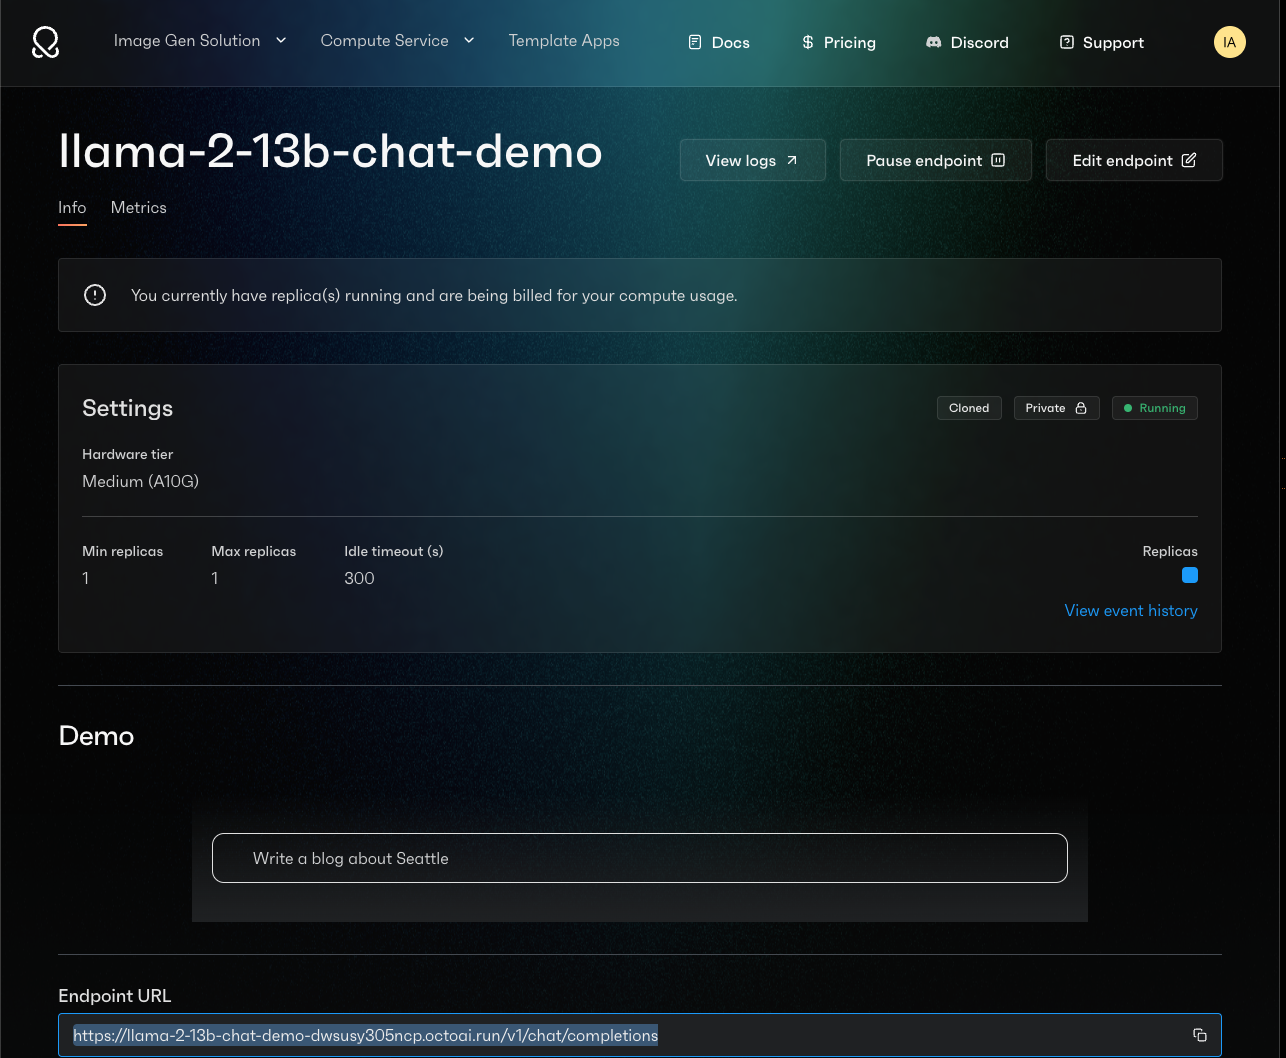 Image Gen Solution Compute Service Template Apps Docs Pricing Discord Support IA
llama-2-13b-chat-demo
View logs Pause endpoint Edit endpoint
Info Metrics
You currently have replica(s) running and are being billed for your compute usage.
Settings
Cloned Private Running
Hardware tier
Medium (A10G)
Min replicas Max replicas Idle timeout (s) Replicas
1 1 300
View event history
Demo
Write a blog about Seattle
Endpoint URL
https://llama-2-13b-chat-demo-dwsusy305ncp.octoai.run/v1/chat/completions